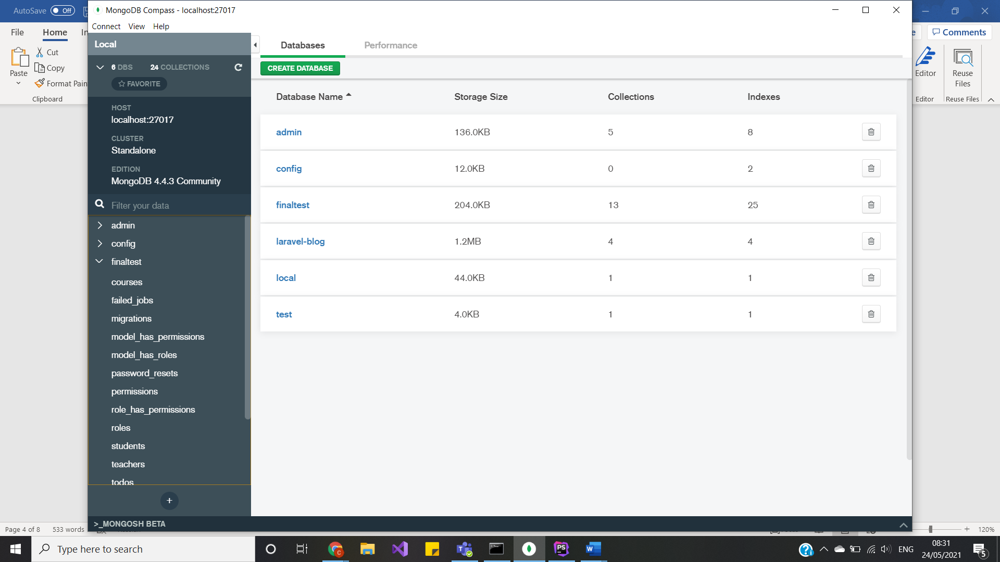 AutoSave Off
MongoDB Compass - localhost:27017
Connect View Help
File Home In
Comments
Cut
Copy
Paste
Format Pain
Clipboard
Editor
Reuse
Files
Editor
Reuse Files
Local
6 DBS 24 COLLECTIONS
FAVORITE
HOST
localhost:27017
CLUSTER
Standalone
EDITION
MongoDB 4.4.3 Community
Filter your data
admin
config
finaltest
courses
failed_jobs
migrations
model_has_permissions
model_has_roles
password_resets
permissions
role_has_permissions
roles
students
teachers
todos
+
>_MONGOSH BETA
Databases Performance
CREATE DATABASE
Database Name Storage Size Collections Indexes
admin 136.0KB 5 8
config 12.0KB 0 2
finaltest 204.0KB 13 25
laravel-blog 1.2MB 4 4
local 44.0KB 1 1
test 4.0KB 1 1
Page 4 of 8 533 words
120%
Type here to search
ENG
08:31
24/05/2021
5